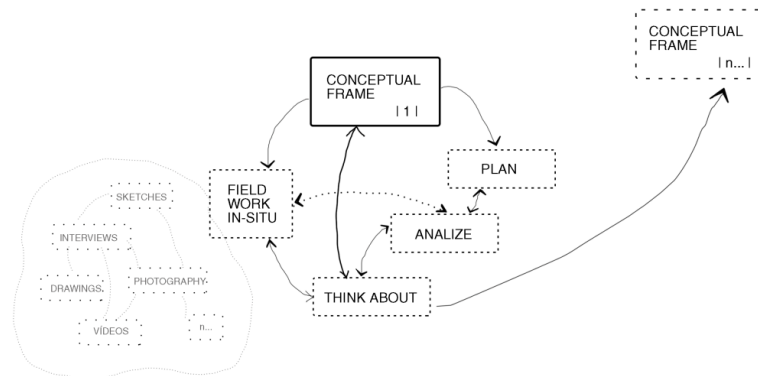 CONCEPTUAL
FRAME
| 1 |
CONCEPTUAL
FRAME
| n... |
PLAN
FIELD
WORK
IN-SITU
ANALIZE
THINK ABOUT
SKETCHES
INTERVIEWS
DRAWINGS
PHOTOGRAPHY
VÍDEOS
n...